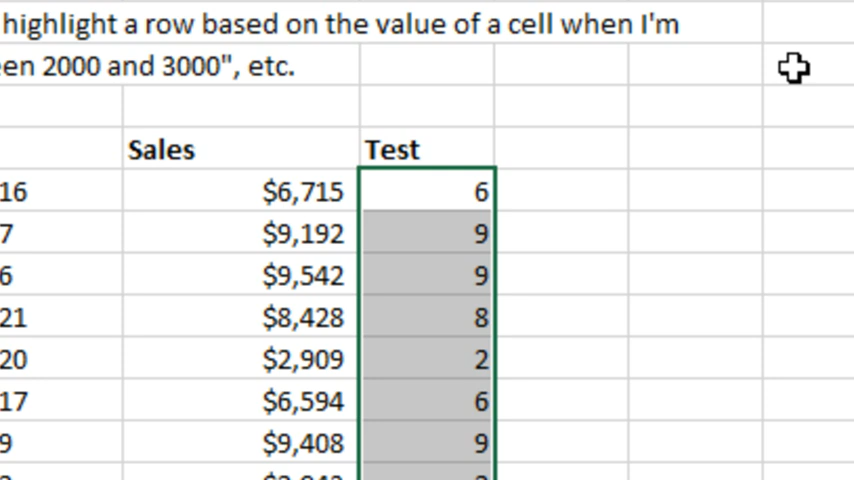 highlight a row based on the value of a cell when I'm
een 2000 and 3000", etc.
Sales Test
16 $6,715 6
7 $9,192 9
6 $9,542 9
21 $8,428 8
20 $2,909 2
17 $6,594 6
9 $9,408 9